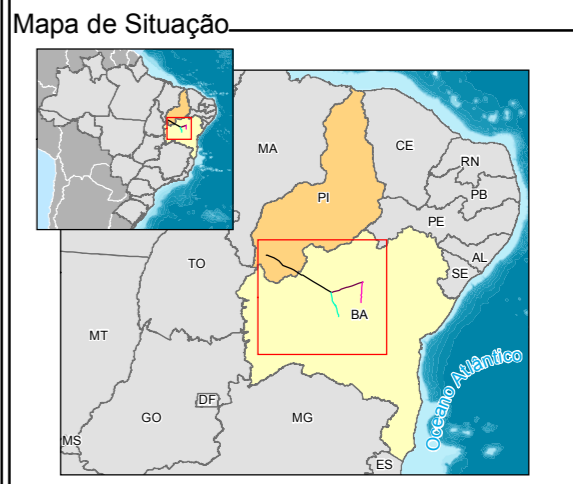 Mapa de Situação
MA
CE
RN
PB
PI
PE
AL
SE
TO
BA
MT
Oceano Atlântico
DF
GO
MG
MS
ES